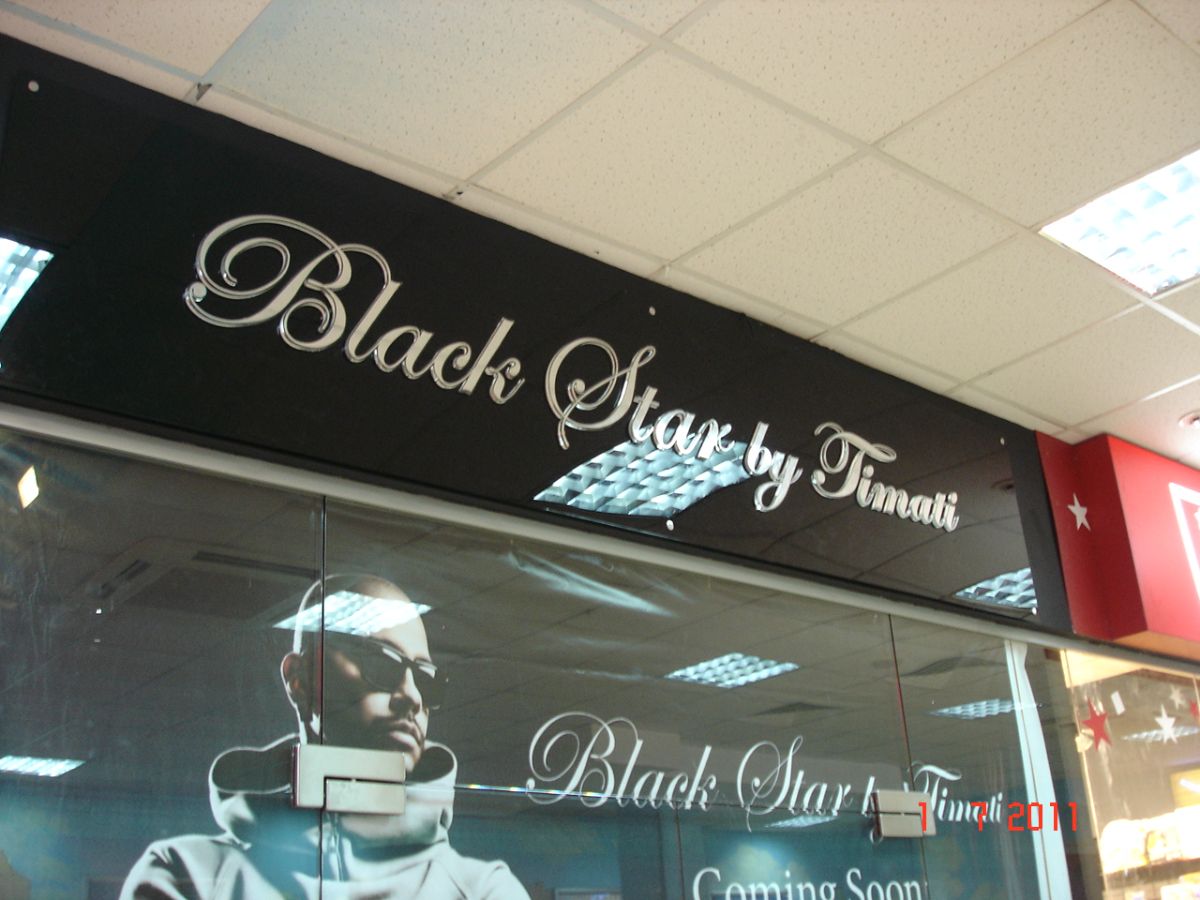 Black Star by Timati
Black Star by Timati
Coming Soon
1 7 2011